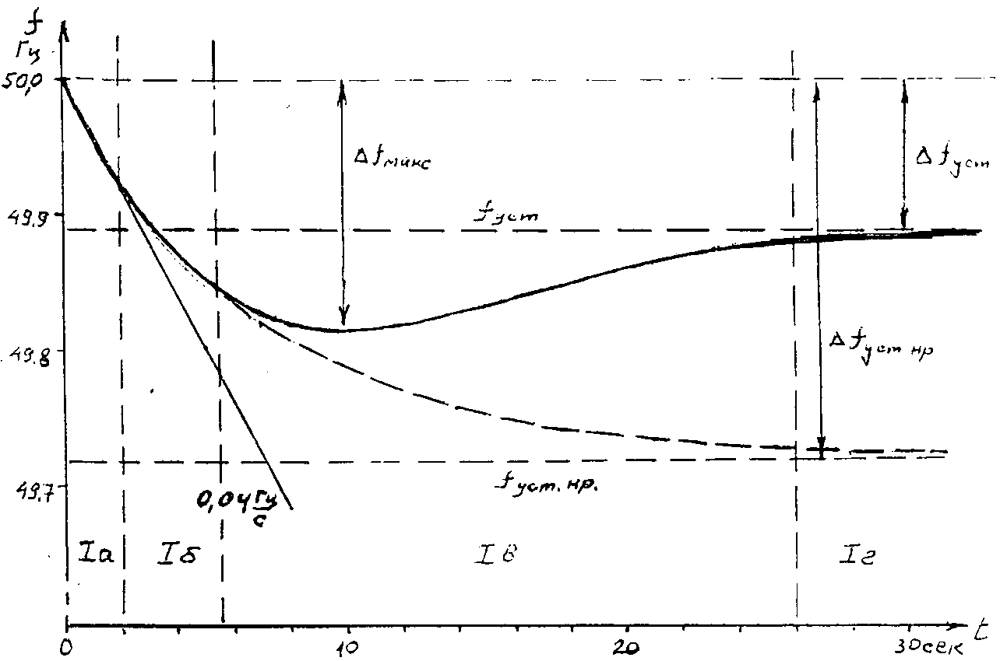 f
Гц
50,0
Δfмакс
Δfуст
fуст
49.9
Δfуст нр
49.8
fуст.нр.
49.7
0,04 Гц/с
Iа
Iб
Iв
Iг
0
10
20
30сек
t